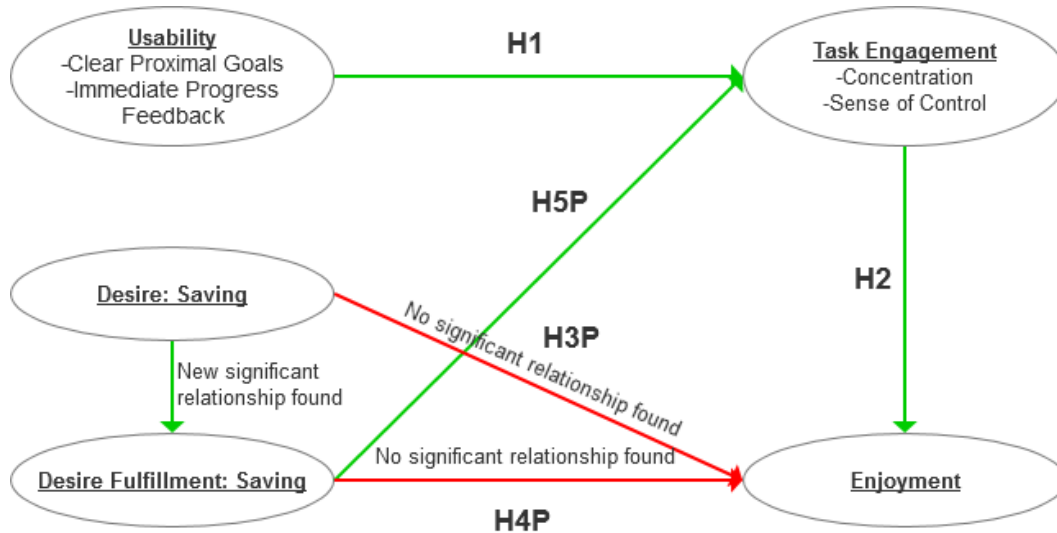 Usability
-Clear Proximal Goals
-Immediate Progress
Feedback
H1
Task Engagement
-Concentration
-Sense of Control
H5P
Desire: Saving
H2
No significant relationship found
H3P
New significant
relationship found
No significant relationship found
Desire Fulfillment: Saving
Enjoyment
H4P